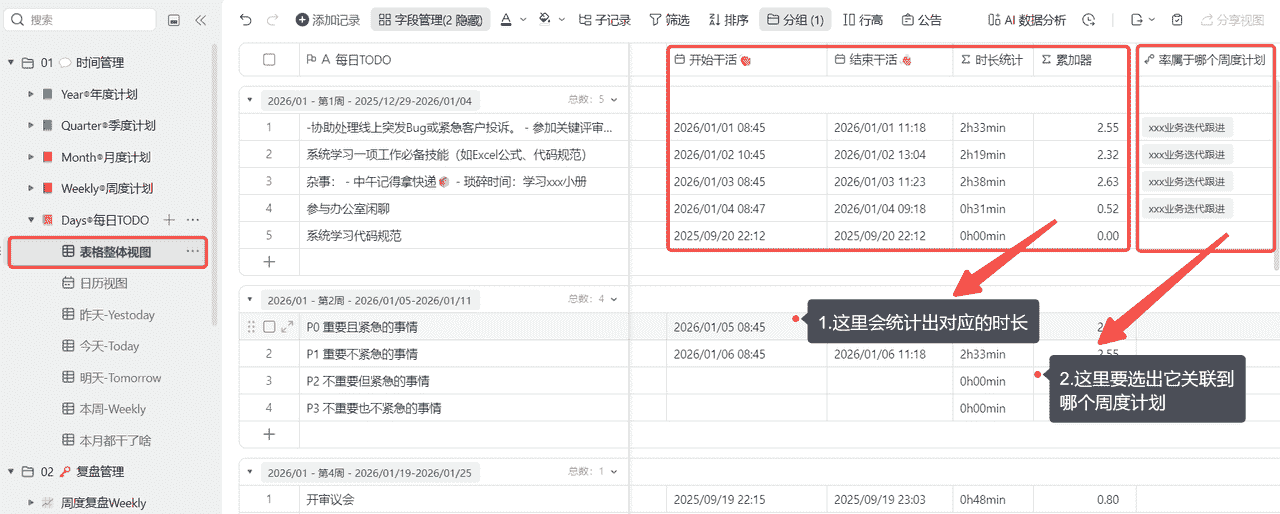 搜索
添加记录 字段管理(2 隐藏) A 子记录 筛选 排序 分组 (1) 行高 公告 AI 数据分析 分享视图
01 时间管理
Year®年度计划
Quarter®季度计划
Month®月度计划
Weekly®周度计划
Days®每日TODO
表格整体视图
日历视图
昨天-Yestoday
今天-Today
明天-Tomorrow
本周-Weekly
本月都干了啥
02 复盘管理
周度复盘Weekly
A 每日TODO 开始干活 结束干活 Σ 时长统计 Σ 累加器 率属于哪个周度计划
2026/01 - 第1周 - 2025/12/29-2026/01/04 总数: 5
1 -协助处理线上突发Bug或紧急客户投诉。 - 参加关键评审... 2026/01/01 08:45 2026/01/01 11:18 2h33min 2.55 xxx业务迭代跟进
2 系统学习一项工作必备技能（如Excel公式、代码规范） 2026/01/02 10:45 2026/01/02 13:04 2h19min 2.32 xxx业务迭代跟进
3 杂事： - 中午记得拿快递 - 琐碎时间：学习xxx小册 2026/01/03 08:45 2026/01/03 11:23 2h38min 2.63 xxx业务迭代跟进
4 参与办公室闲聊 2026/01/04 08:47 2026/01/04 09:18 0h31min 0.52 xxx业务迭代跟进
5 系统学习代码规范 2025/09/20 22:12 2025/09/20 22:12 0h00min 0.00
2026/01 - 第2周 - 2026/01/05-2026/01/11 总数: 4
P0 重要且紧急的事情 2026/01/05 08:45
2 P1 重要不紧急的事情 2026/01/06 08:45 2026/01/06 11:18 2h33min 2.55
3 P2 不重要但紧急的事情 0h00min
4 P3 不重要也不紧急的事情 0h00min
1.这里会统计出对应的时长
2.这里要选出它关联到
哪个周度计划
2026/01 - 第4周 - 2026/01/19-2026/01/25 总数: 1
1 开审议会 2025/09/19 22:15 2025/09/19 23:03 0h48min 0.80